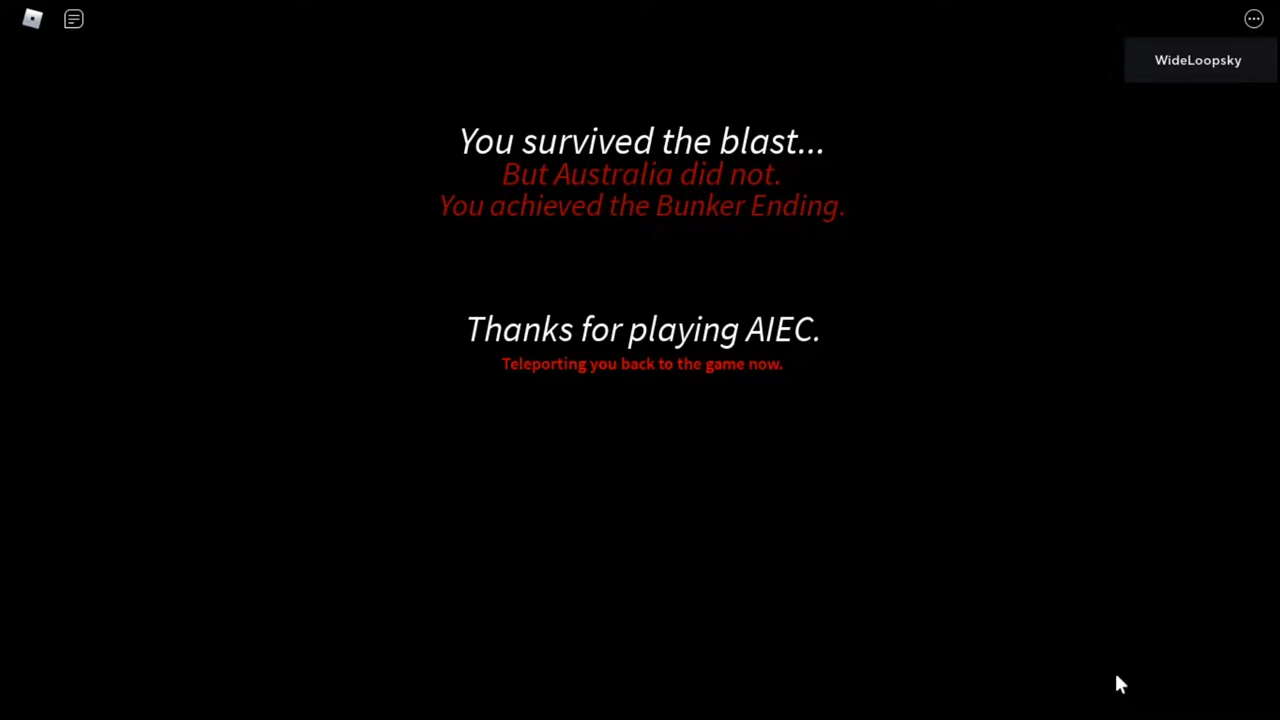 WideLoopsky
You survived the blast...
But Australia did not.
You achieved the Bunker Ending.
Thanks for playing AIEC.
Teleporting you back to the game now.